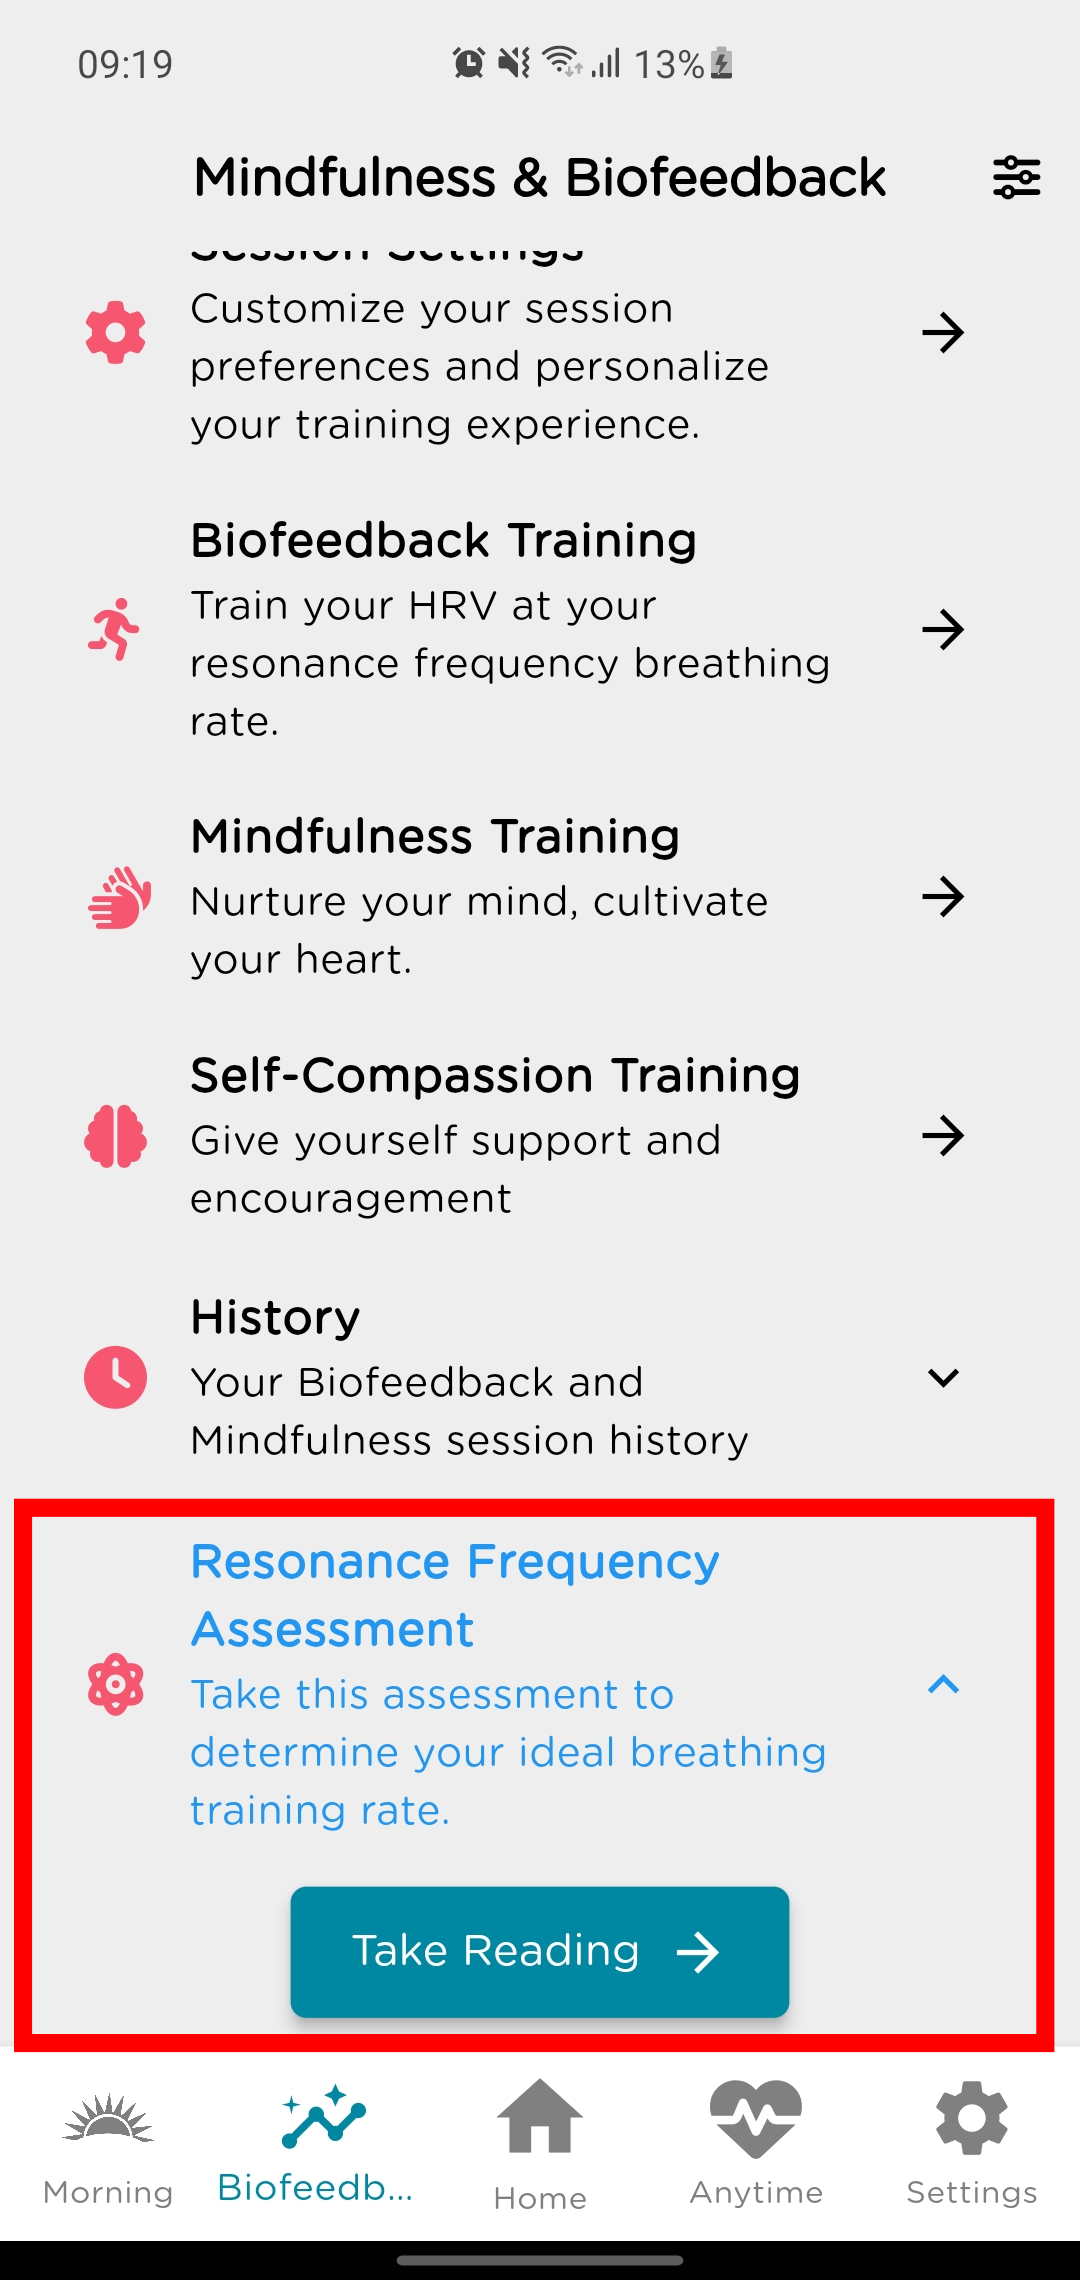 09:19
13%
Mindfulness & Biofeedback
Session Settings
Customize your session
preferences and personalize
your training experience.
Biofeedback Training
Train your HRV at your
resonance frequency breathing
rate.
Mindfulness Training
Nurture your mind, cultivate
your heart.
Self-Compassion Training
Give yourself support and
encouragement
History
Your Biofeedback and
Mindfulness session history
Resonance Frequency
Assessment
Take this assessment to
determine your ideal breathing
training rate.
Take Reading
Morning
Biofeedb...
Home
Anytime
Settings